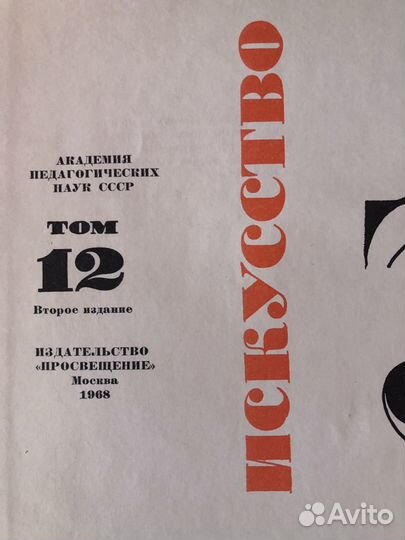 АКАДЕМИЯ
ПЕДАГОГИЧЕСКИХ
НАУК СССР
ТОМ
12
Второе издание
ИЗДАТЕЛЬСТВО
«ПРОСВЕЩЕНИЕ»
Москва
1968
ИСКУССТВО
Avito